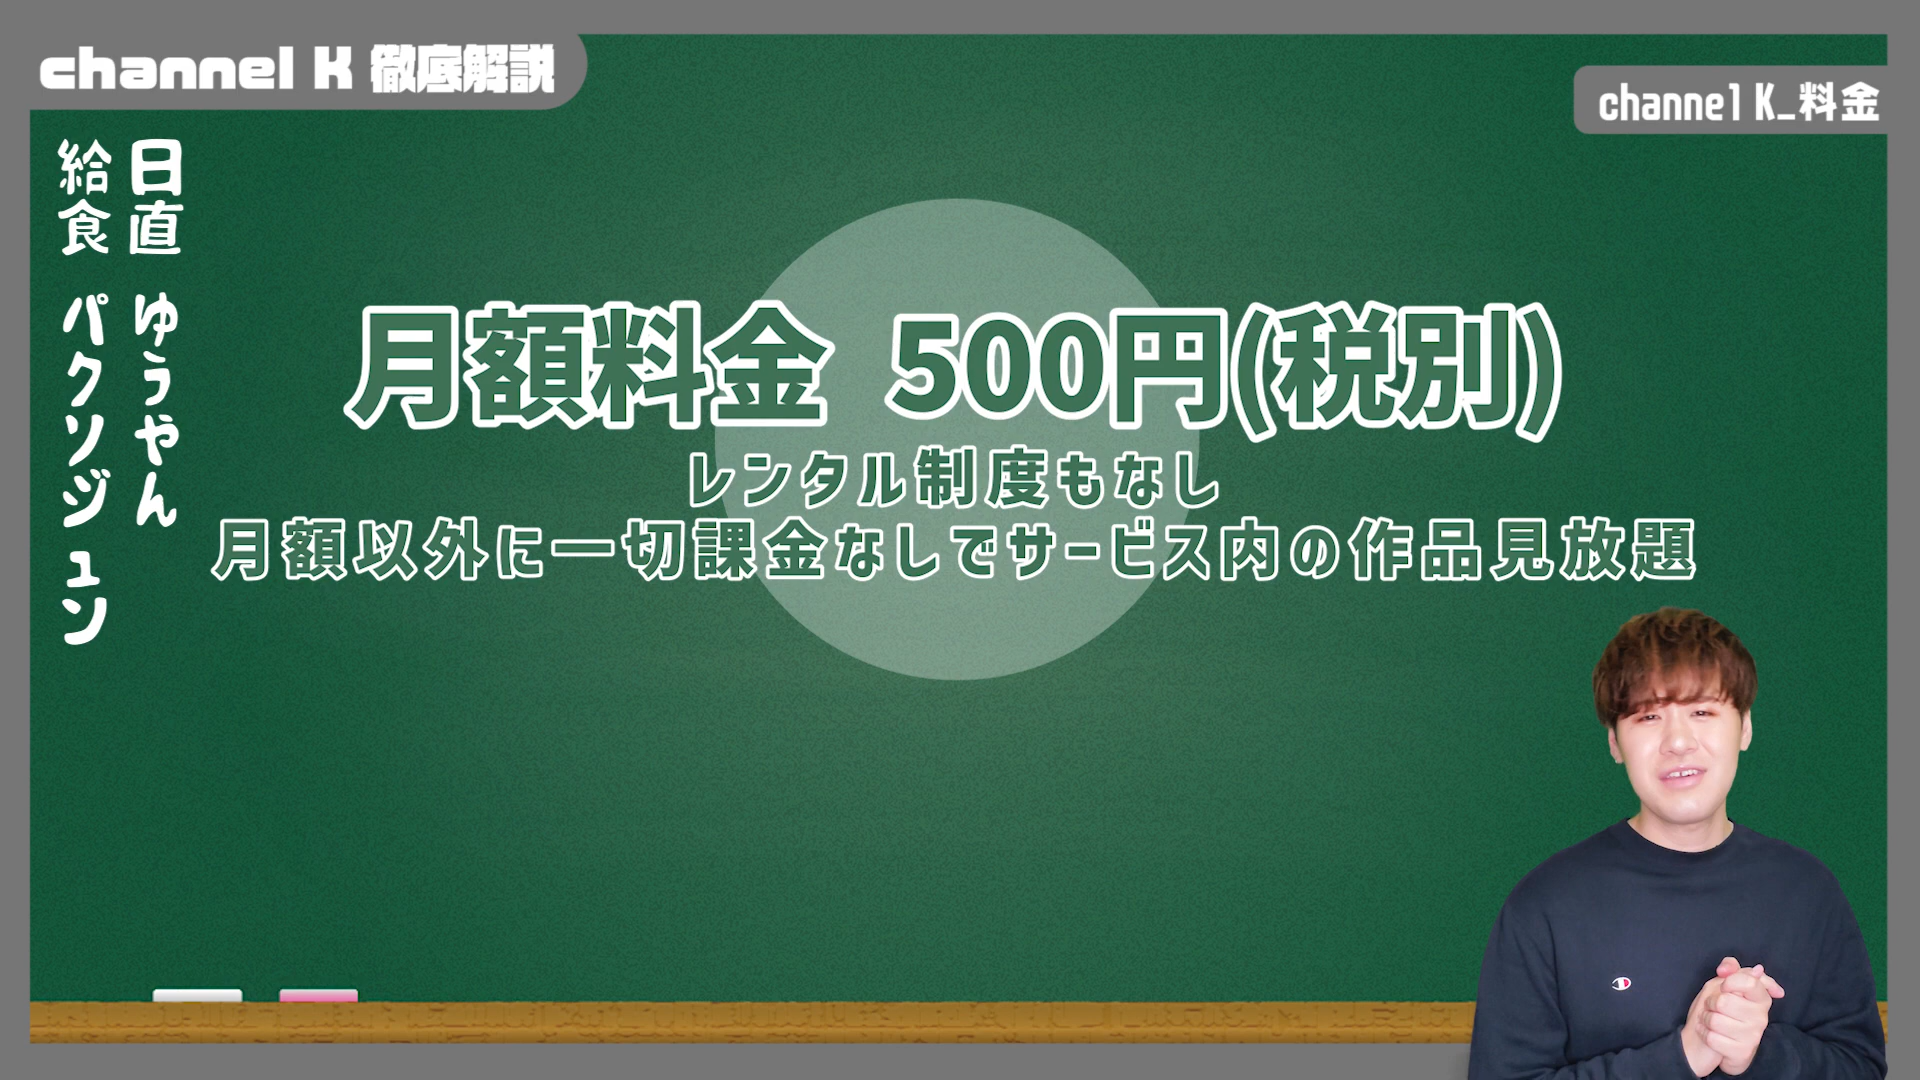 channel K 徹底解説
channel K_料金
日直 ゆうやん
給食 パクソジュン
月額料金 500円(税別)
レンタル制度もなし
月額以外に一切課金なしでサービス内の作品見放題